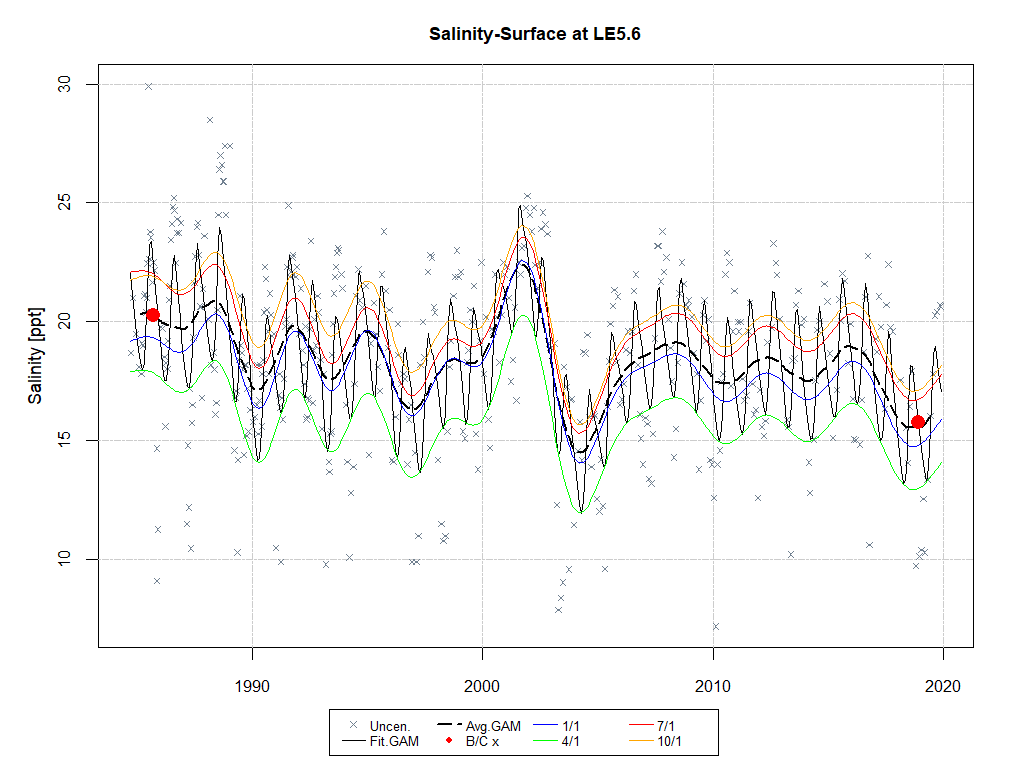 Salinity-Surface at LE5.6
Salinity [ppt]
30
25
20
15
10
1990 2000 2010 2020
Uncen. Avg.GAM 1/1 7/1
Fit.GAM B/C x 4/1 10/1